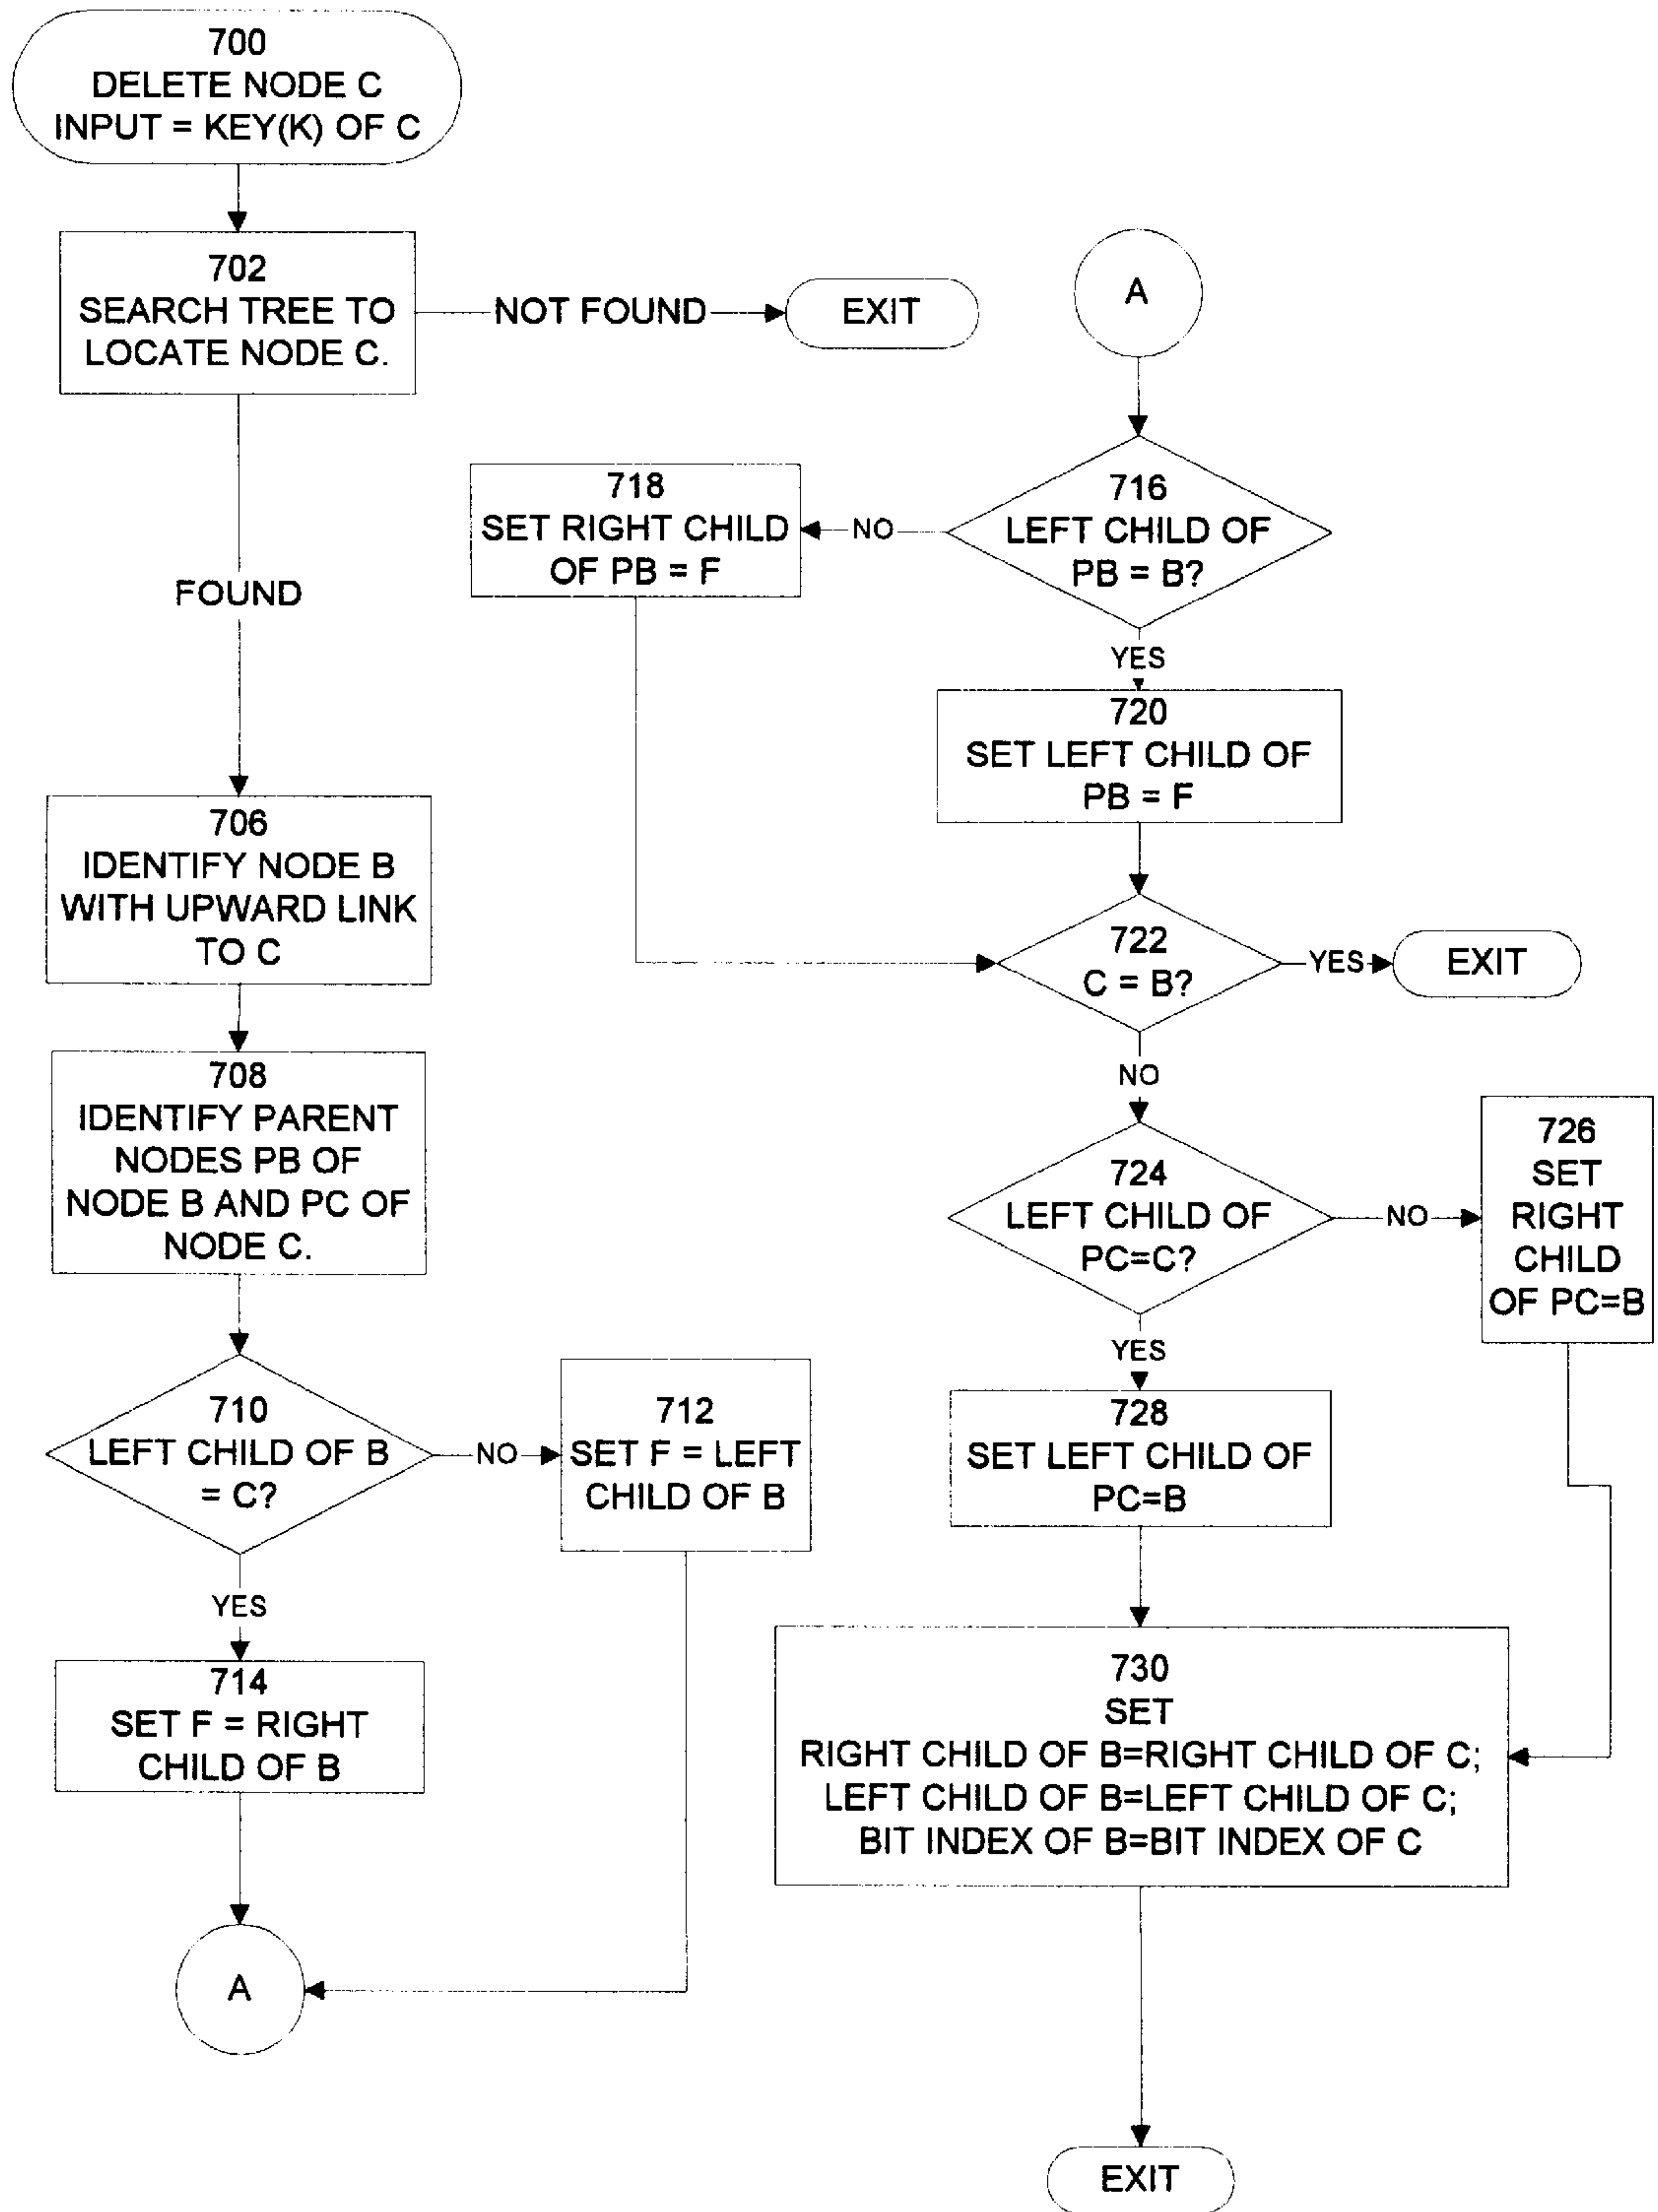 700
DELETE NODE C
INPUT = KEY(K) OF C
702
SEARCH TREE TO
LOCATE NODE C.
NOT FOUND
EXIT
FOUND
706
IDENTIFY NODE B
WITH UPWARD LINK
TO C
708
IDENTIFY PARENT
NODES PB OF
NODE B AND PC OF
NODE C.
710
LEFT CHILD OF B
= C?
NO
712
SET F = LEFT
CHILD OF B
YES
714
SET F = RIGHT
CHILD OF B
A
A
716
LEFT CHILD OF
PB = B?
NO
718
SET RIGHT CHILD
OF PB = F
YES
720
SET LEFT CHILD OF
PB = F
722
C = B?
YES
EXIT
NO
724
LEFT CHILD OF
PC=C?
NO
726
SET
RIGHT
CHILD
OF PC=B
YES
728
SET LEFT CHILD OF
PC=B
730
SET
RIGHT CHILD OF B=RIGHT CHILD OF C;
LEFT CHILD OF B=LEFT CHILD OF C;
BIT INDEX OF B=BIT INDEX OF C
EXIT